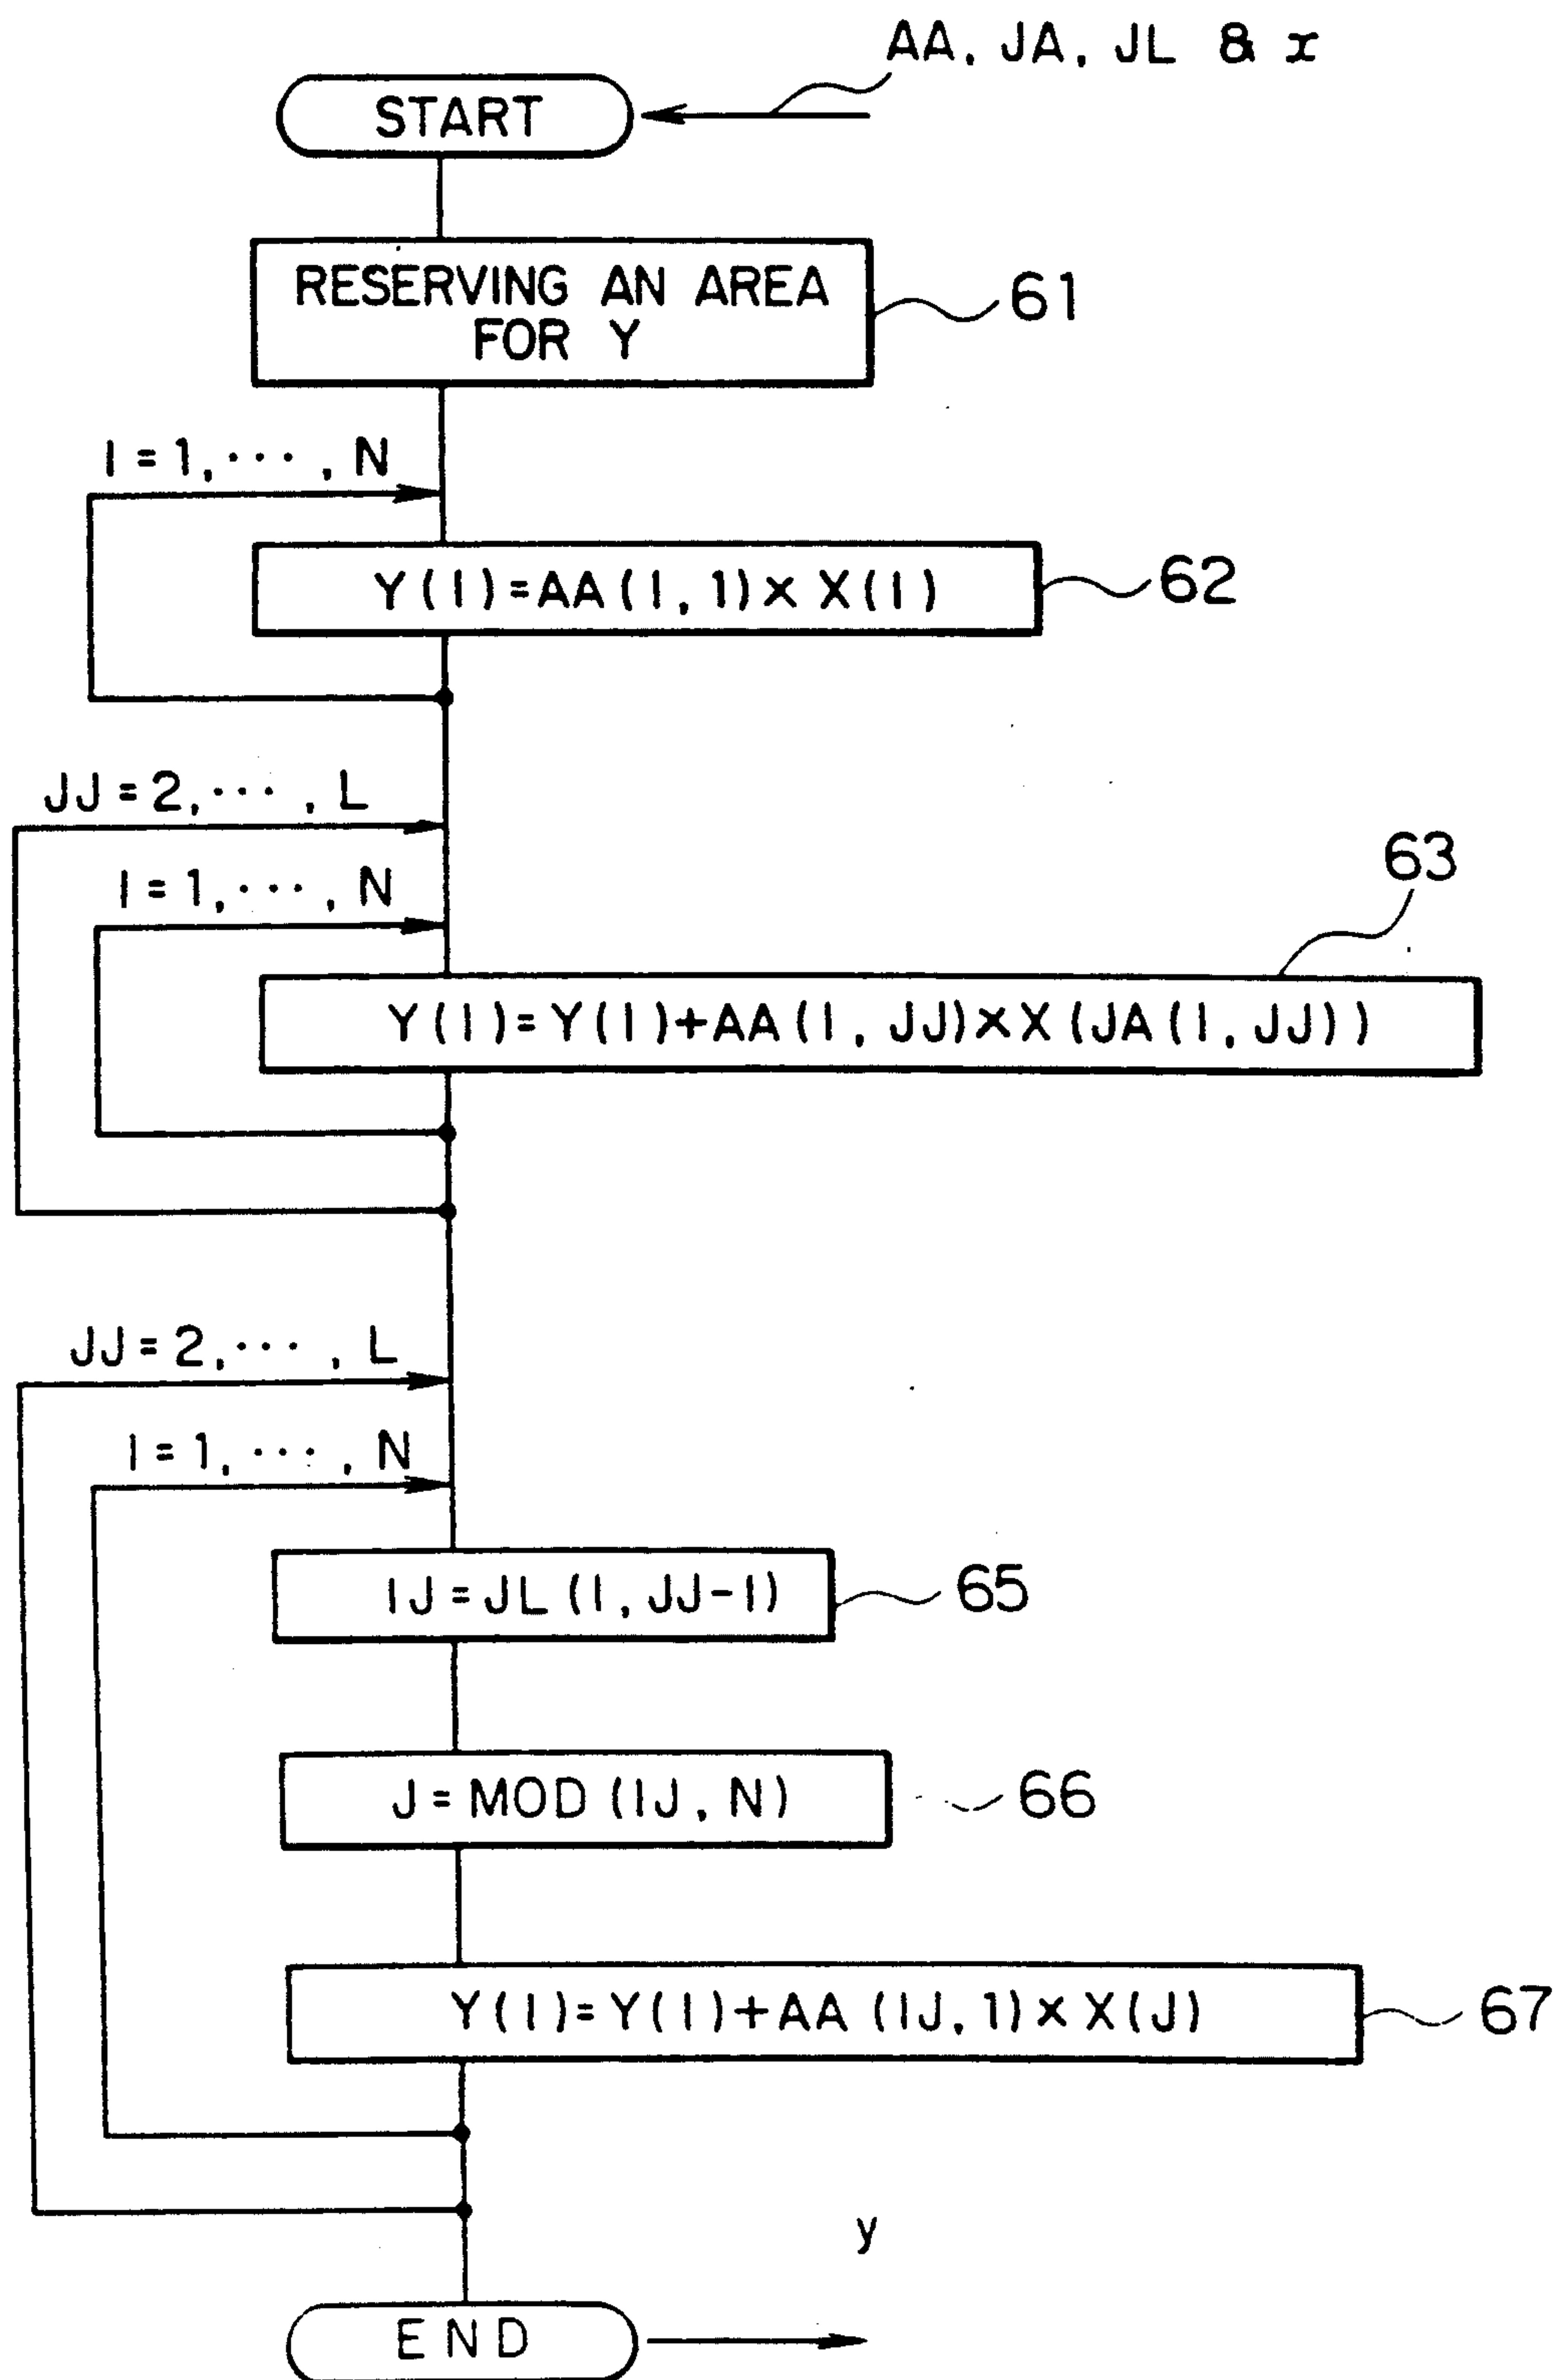 AA, JA, JL & x
START
RESERVING AN AREA
FOR Y
61
I=1,···,N
Y(I)=AA(I,1)×X(I)
62
JJ=2,···,L
I=1,···,N
63
Y(I)=Y(I)+AA(I,JJ)×X(JA(I,JJ))
JJ=2,···,L
I=1,···,N
IJ=JL(I,JJ-1)
65
J=MOD(IJ,N)
66
Y(I)=Y(I)+AA(IJ,1)×X(J)
67
y
END